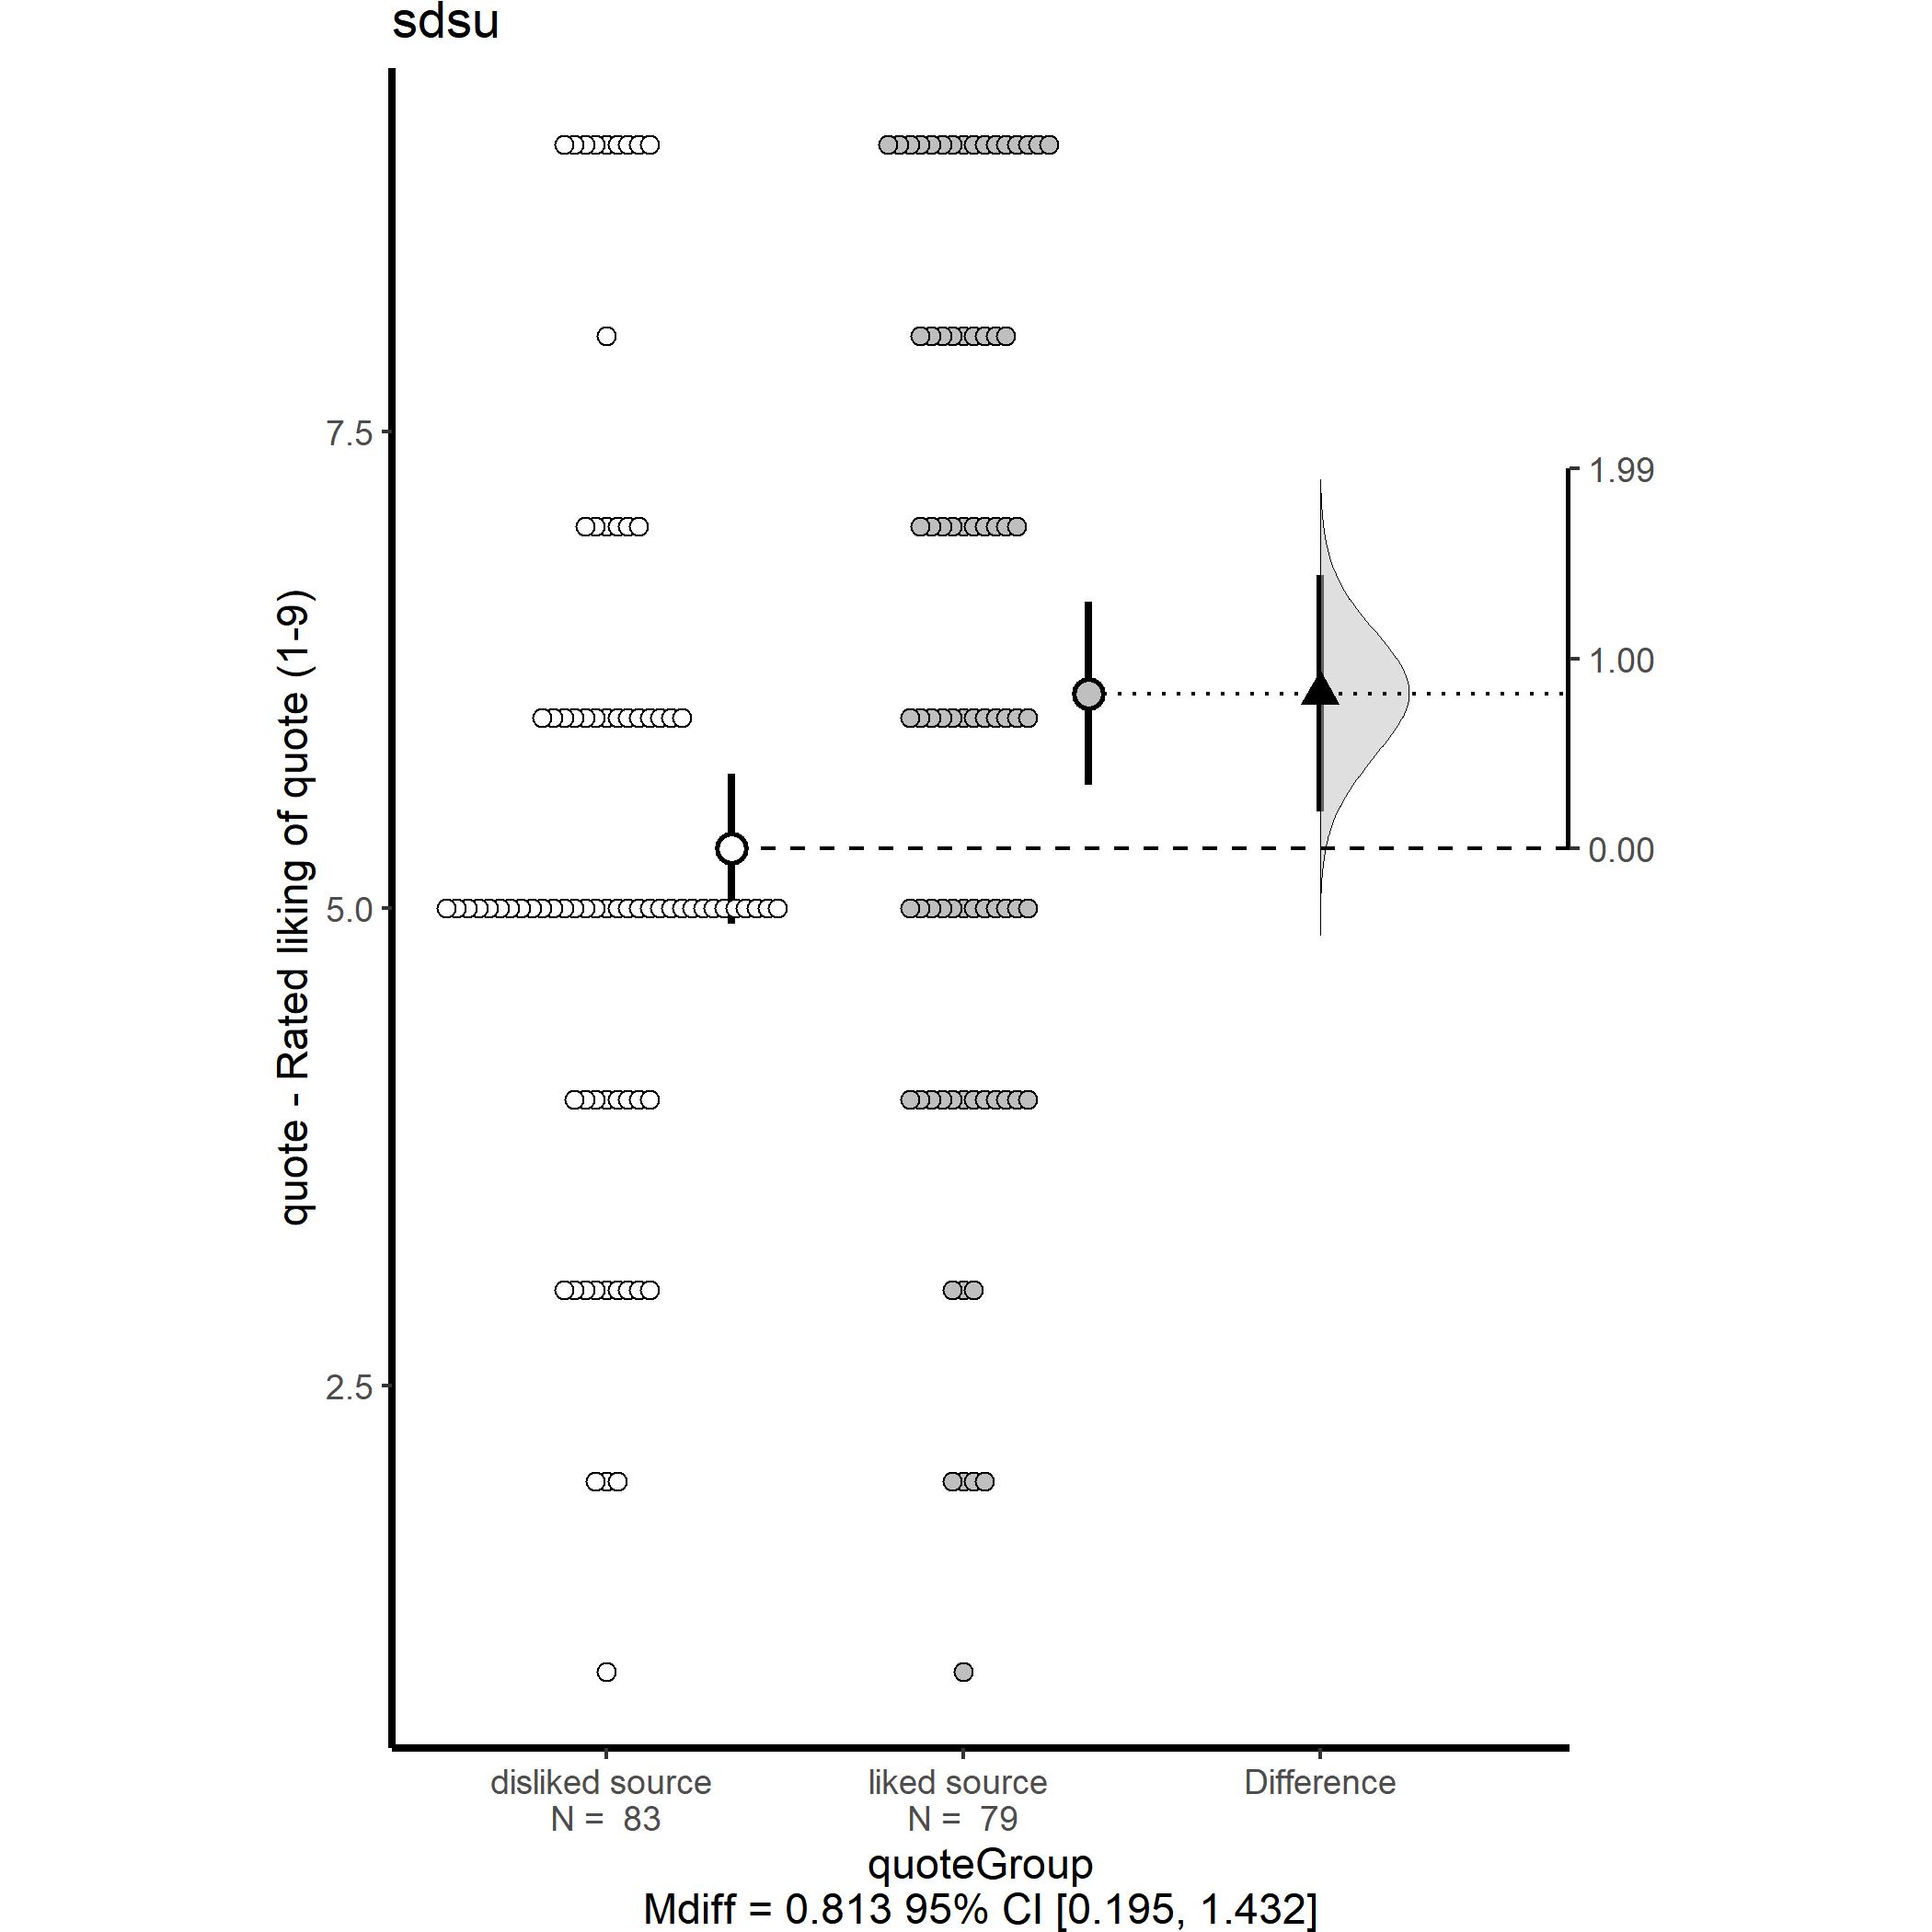 sdsu
quote - Rated liking of quote (1-9)
7.5
5.0
2.5
1.99
1.00
0.00
disliked source
N =  83
liked source
N =  79
Difference
quoteGroup
Mdiff = 0.813 95% CI [0.195, 1.432]